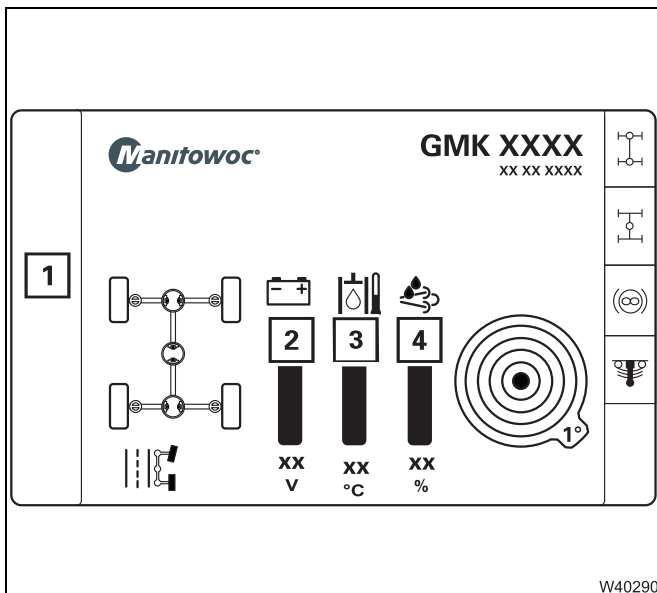 Manitowoc
GMK XXXX
XX XX XXXX
1
2
3
4
1°
xx xx xx
V °C %
W40290